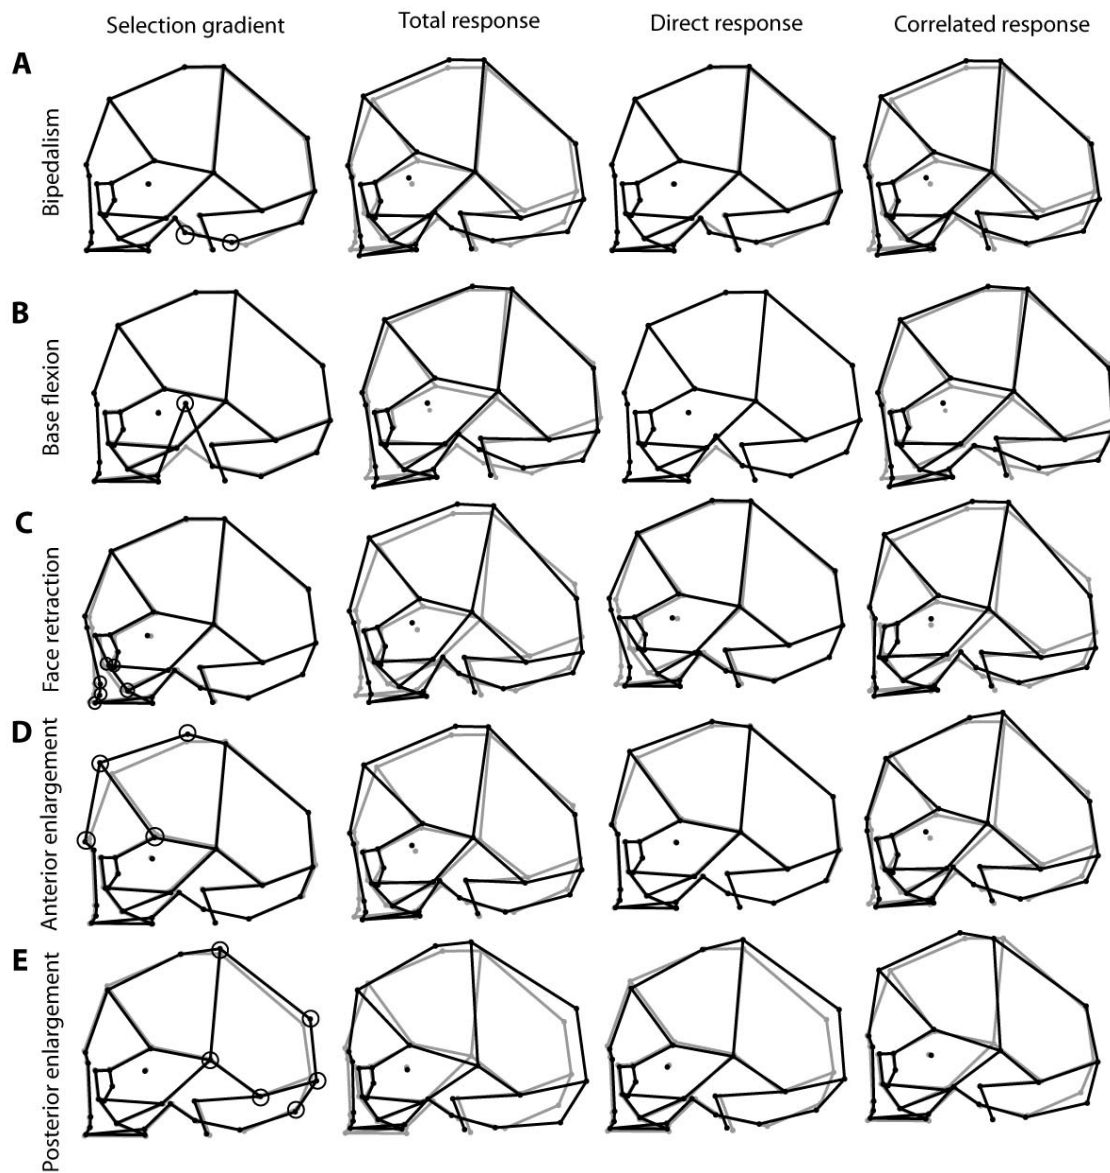 Selection gradient Total response Direct response Correlated response
A
Bipedalism
B
Base flexion
C
Face retraction
D
Anterior enlargement
E
Posterior enlargement